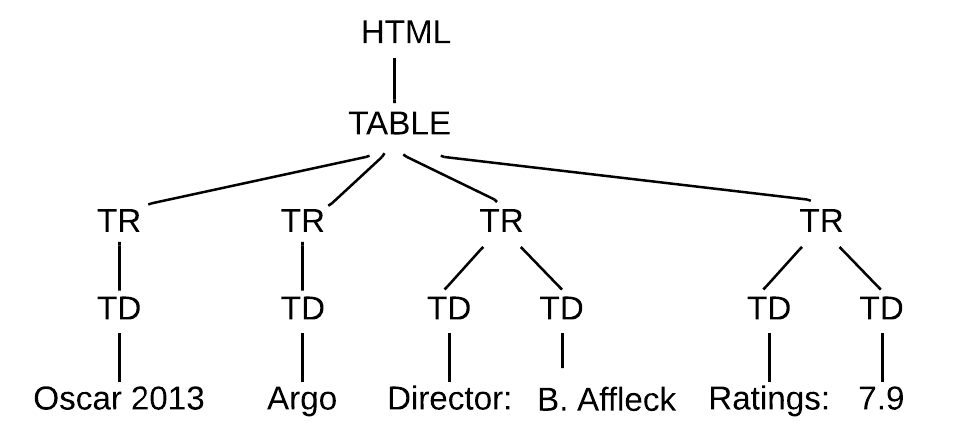 HTML
TABLE
TR TR TR TR
TD TD TD TD TD TD
Oscar 2013 Argo Director: B. Affleck Ratings: 7.9